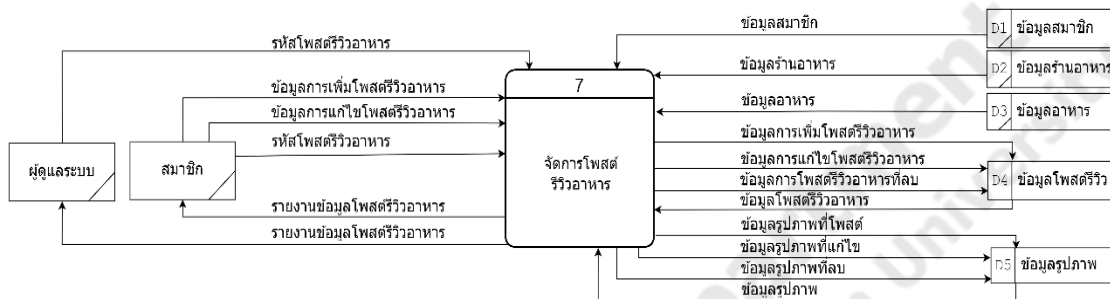 รหัสโพสต์รีวิวอาหาร
ข้อมูลการเพิ่มโพสต์รีวิวอาหาร
ข้อมูลการแก้ไขโพสต์รีวิวอาหาร
รหัสโพสต์รีวิวอาหาร
ผู้ดูแลระบบ
สมาชิก
รายงานข้อมูลโพสต์รีวิวอาหาร
รายงานข้อมูลโพสต์รีวิวอาหาร
7
จัดการโพสต์
รีวิวอาหาร
ข้อมูลสมาชิก
D1 ข้อมูลสมาชิก
ข้อมูลร้านอาหาร
D2 ข้อมูลร้านอาหาร
ข้อมูลอาหาร
D3 ข้อมูลอาหาร
ข้อมูลการเพิ่มโพสต์รีวิวอาหาร
ข้อมูลการแก้ไขโพสต์รีวิวอาหาร
ข้อมูลการโพสต์รีวิวอาหารที่ลบ
ข้อมูลโพสต์รีวิวอาหาร
D4 ข้อมูลโพสต์รีวิว
ข้อมูลรูปภาพที่โพสต์
ข้อมูลรูปภาพที่แก้ไข
ข้อมูลรูปภาพที่ลบ
ข้อมูลรูปภาพ
D5 ข้อมูลรูปภาพ
University